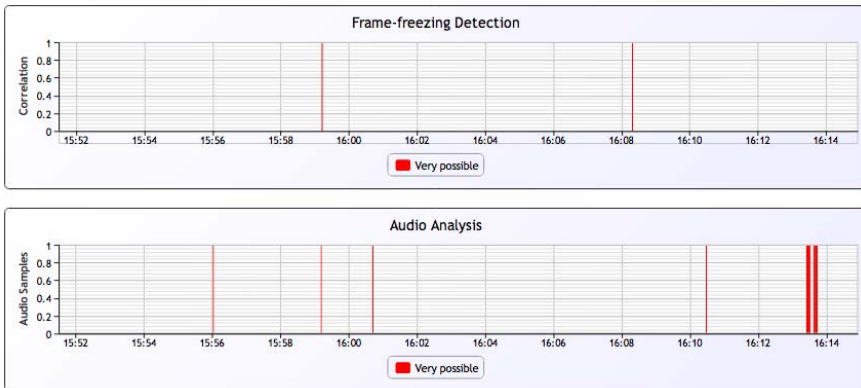 Frame-freezing Detection
Correlation
1
0.8
0.6
0.4
0.2
0
15:52 15:54 15:56 15:58 16:00 16:02 16:04 16:06 16:08 16:10 16:12 16:14
Very possible
Audio Analysis
Audio Samples
1
0.8
0.6
0.4
0.2
0
15:52 15:54 15:56 15:58 16:00 16:02 16:04 16:06 16:08 16:10 16:12 16:14
Very possible